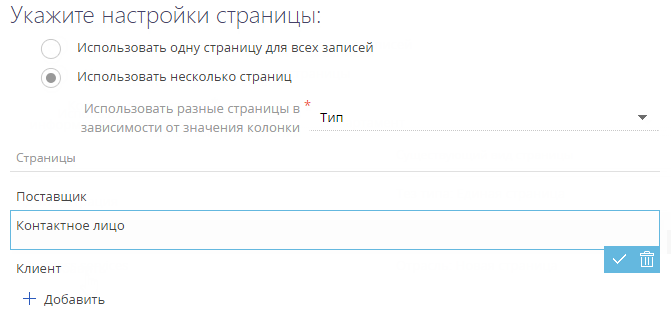 Укажите настройки страницы:
Использовать одну страницу для всех записей
Использовать несколько страниц
Использовать разные страницы в *
зависимости от значения колонки
Тип
Страницы
Поставщик
Контактное лицо
Клиент
+ Добавить